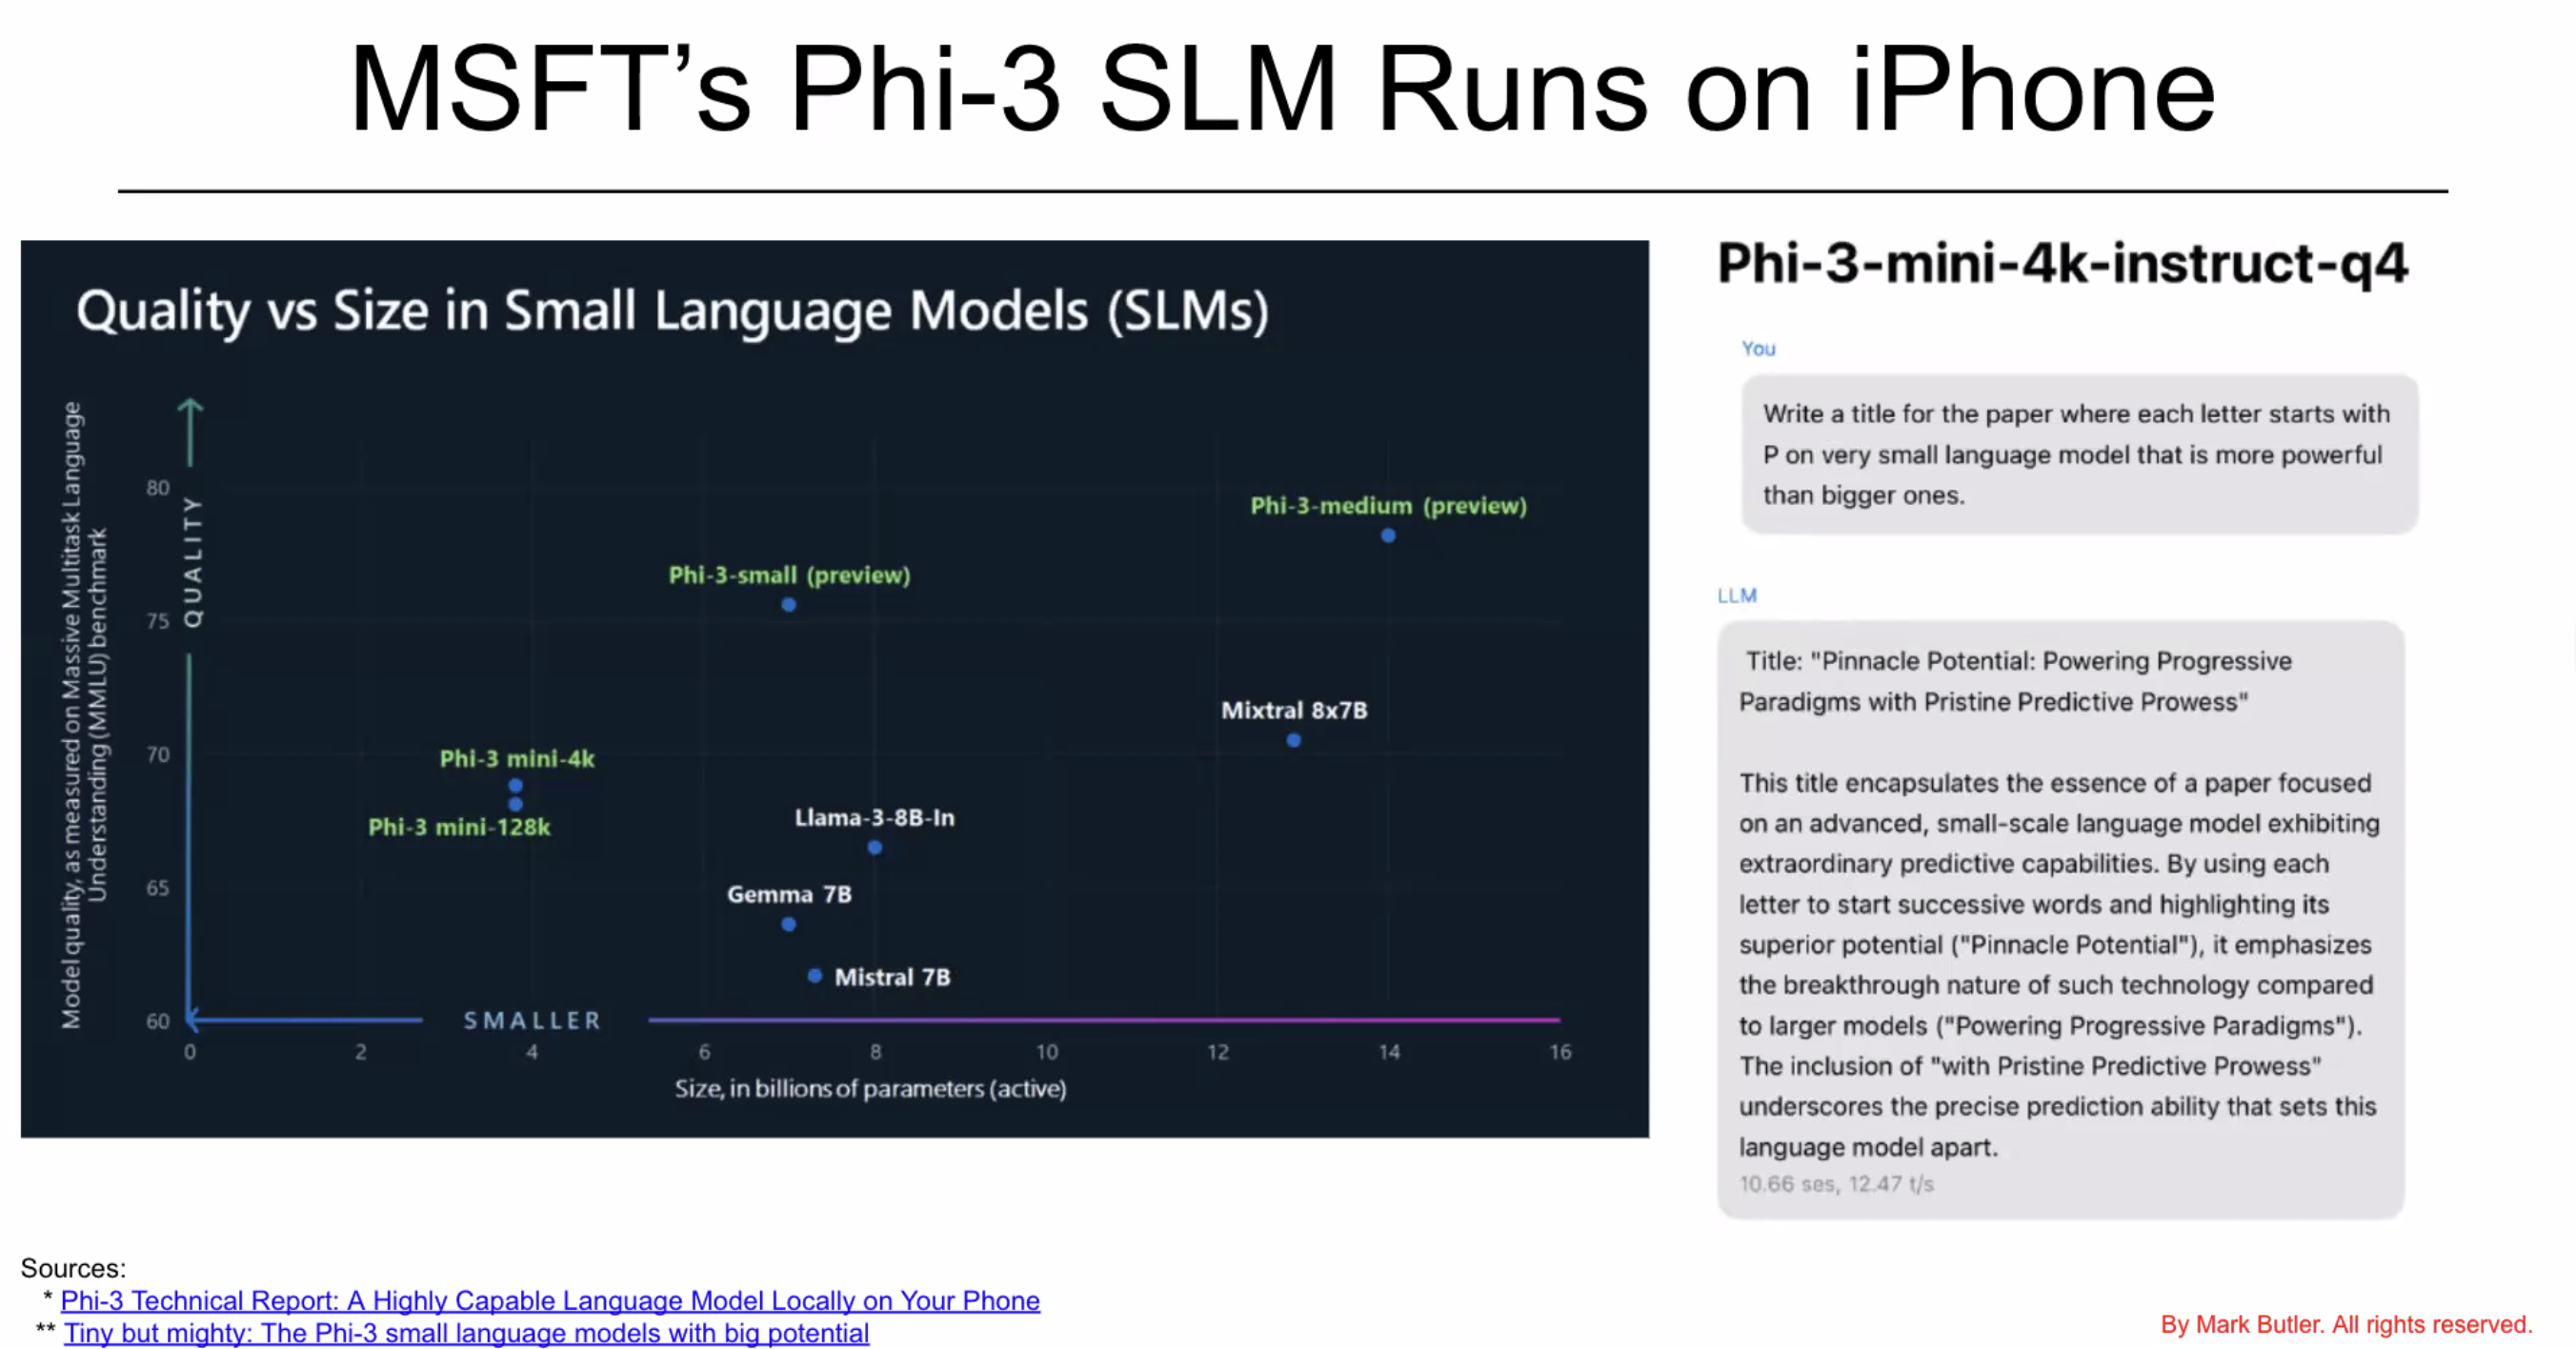 MSFT’s Phi-3 SLM Runs on iPhone
Quality vs Size in Small Language Models (SLMs)
Model quality, as measured on Massive Multitask Language
Understanding (MMLU) benchmark
QUALITY
80
75
70
65
60
Phi-3-medium (preview)
Phi-3-small (preview)
Mixtral 8x7B
Phi-3 mini-4k
Phi-3 mini-128k
Llama-3-8B-In
Gemma 7B
Mistral 7B
SMALLER
0 2 4 6 8 10 12 14 16
Size, in billions of parameters (active)
Phi-3-mini-4k-instruct-q4
You
Write a title for the paper where each letter starts with
P on very small language model that is more powerful
than bigger ones.
LLM
Title: "Pinnacle Potential: Powering Progressive
Paradigms with Pristine Predictive Prowess"
This title encapsulates the essence of a paper focused
on an advanced, small-scale language model exhibiting
extraordinary predictive capabilities. By using each
letter to start successive words and highlighting its
superior potential ("Pinnacle Potential"), it emphasizes
the breakthrough nature of such technology compared
to larger models ("Powering Progressive Paradigms").
The inclusion of "with Pristine Predictive Prowess"
underscores the precise prediction ability that sets this
language model apart.
10.66 ses, 12.47 t/s
Sources:
* Phi-3 Technical Report: A Highly Capable Language Model Locally on Your Phone
** Tiny but mighty: The Phi-3 small language models with big potential
By Mark Butler. All rights reserved.